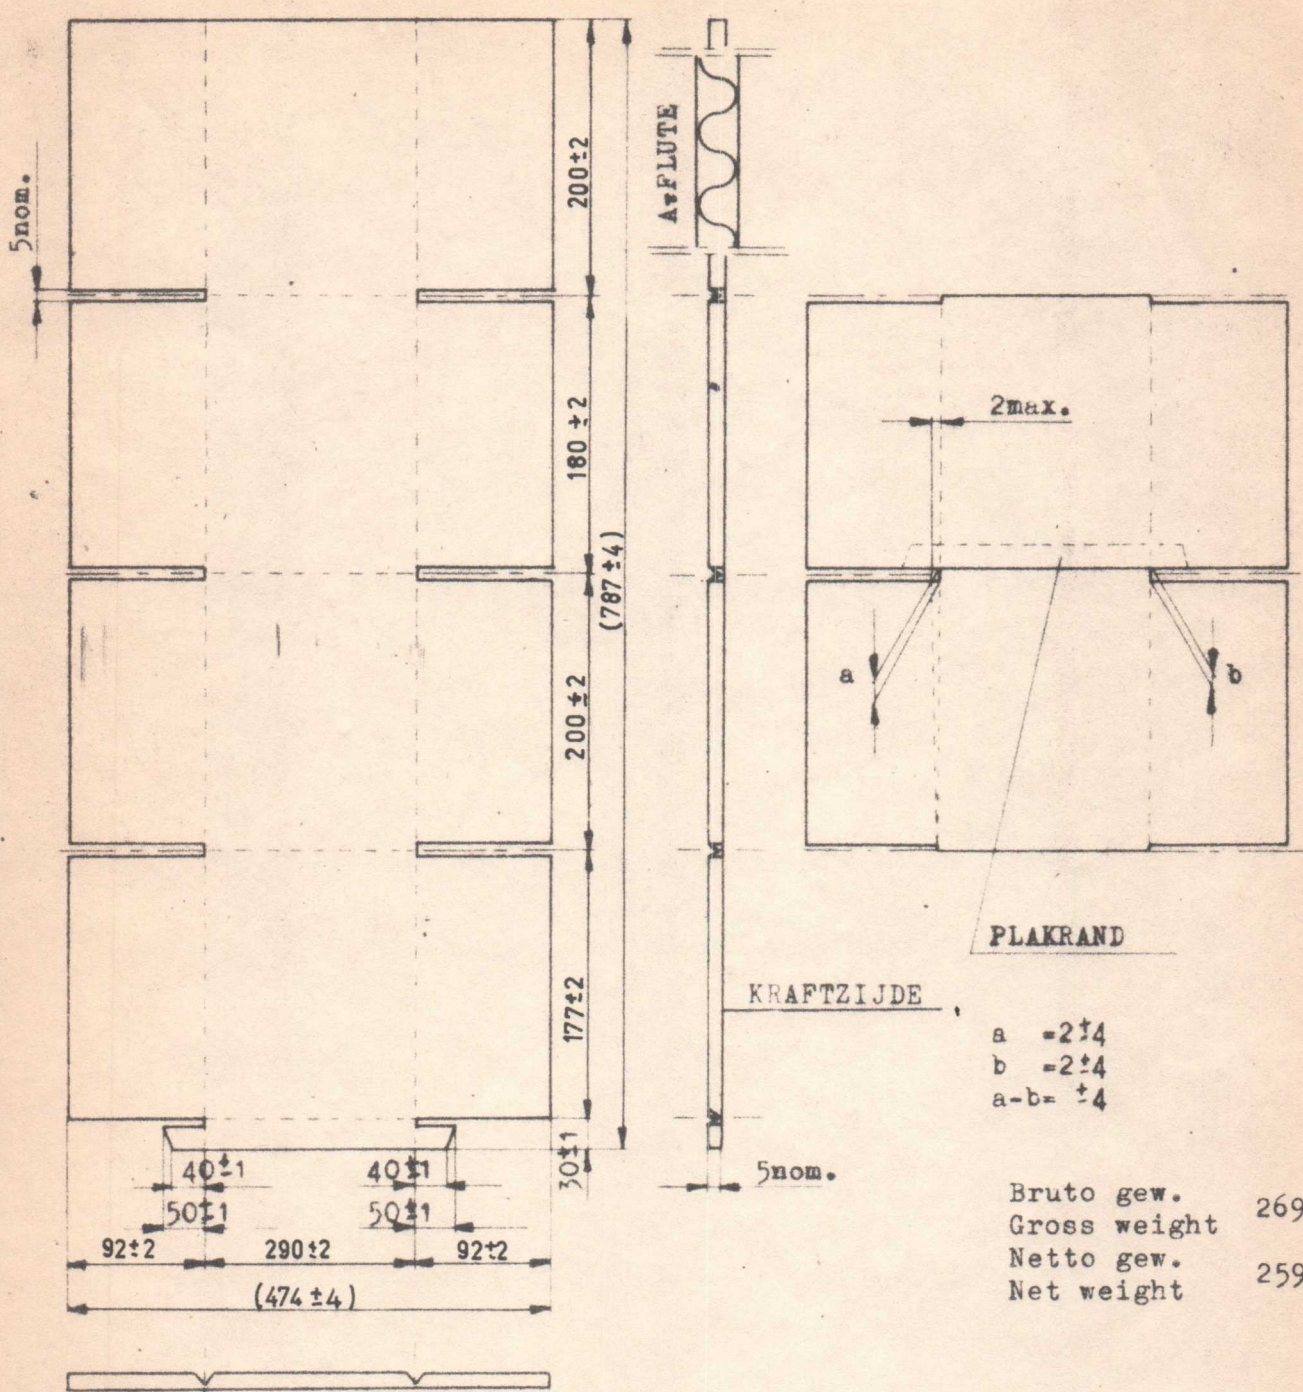 5nom.
200±2
180±2
(787±4)
200±2
177±2
30±1
40±1
40±1
50±1
50±1
92±2
290±2
92±2
(474±4)
A-FLUTE
KRAFTZIJDE
5nom.
2max.
a
b
PLAKRAND
a =2±4
b =2±4
a-b= ±4
Bruto gew.
Gross weight 269
Netto gew.
Net weight 259